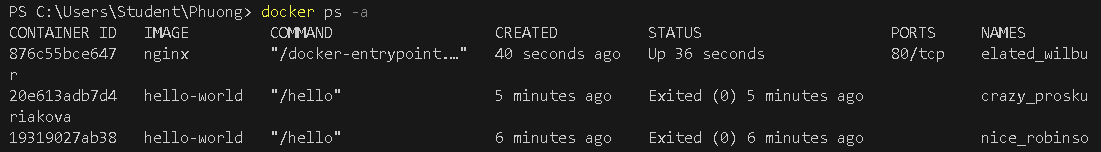 PS C:\Users\Student\Phuong> docker ps -a
CONTAINER ID   IMAGE         COMMAND                  CREATED          STATUS                     PORTS     NAMES
876c55bce647   nginx         "/docker-entrypoint.…"   40 seconds ago   Up 36 seconds              80/tcp    elated_wilbu
r
20e613adb7d4   hello-world   "/hello"                 5 minutes ago    Exited (0) 5 minutes ago             crazy_prosku
riakova
19319027ab38   hello-world   "/hello"                 6 minutes ago    Exited (0) 6 minutes ago             nice_robinso